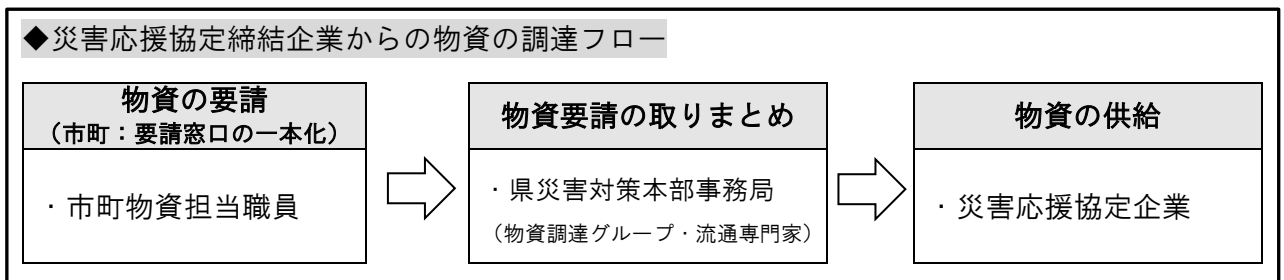 ◆災害応援協定締結企業からの物資の調達フロー
物資の要請
（市町：要請窓口の一本化）
・市町物資担当職員
物資要請の取りまとめ
・県災害対策本部事務局
（物資調達グループ・流通専門家）
物資の供給
・災害応援協定企業